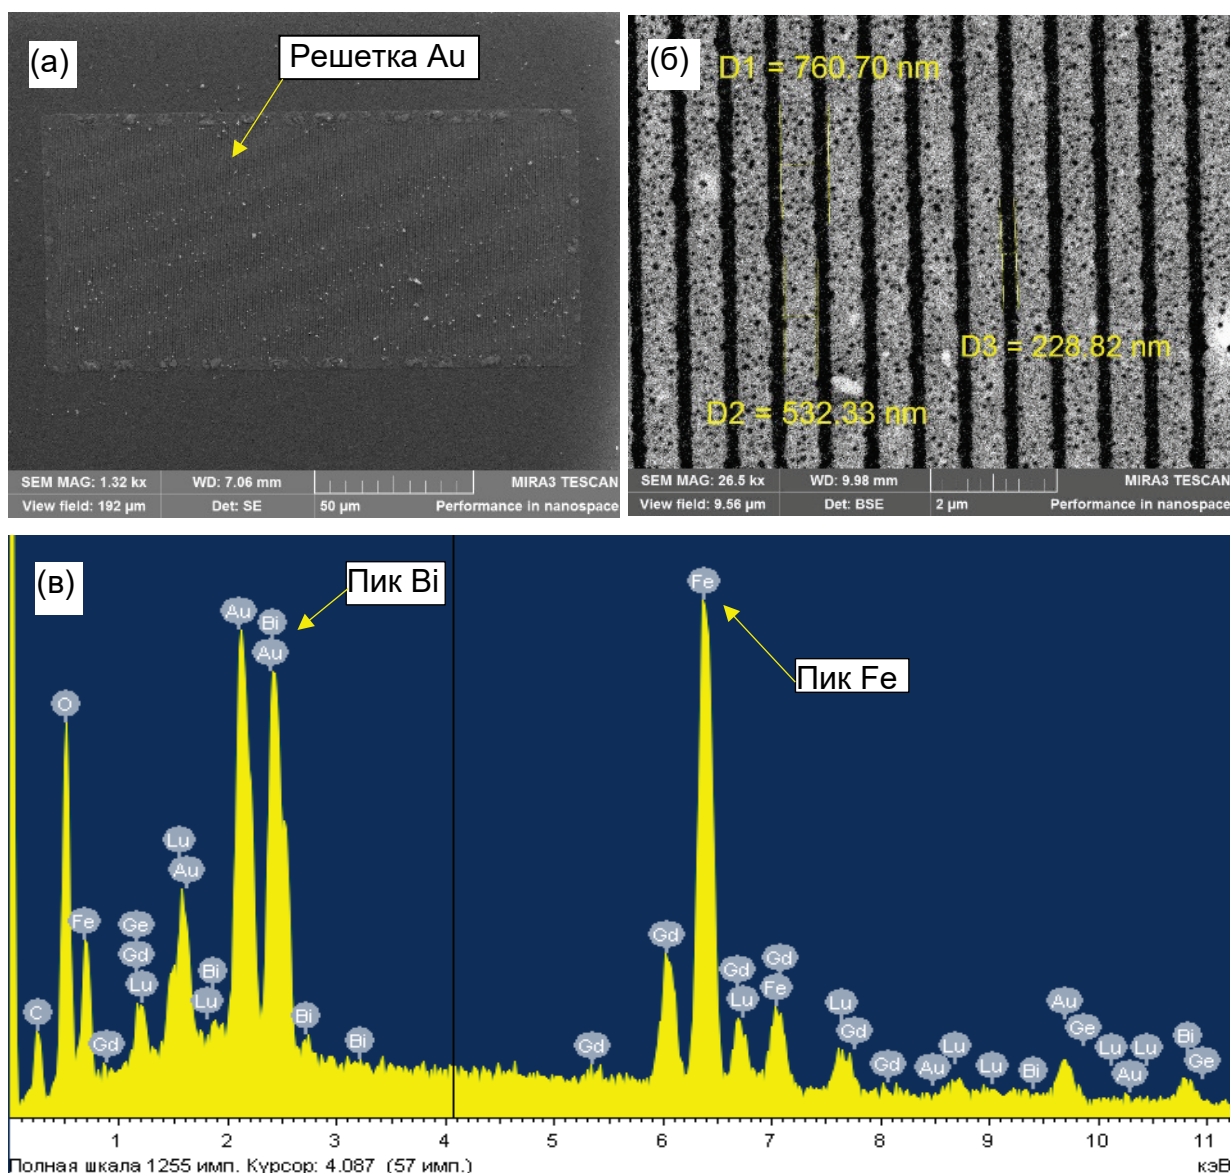 (а)
Решетка Au
SEM MAG: 1.32 kx WD: 7.06 mm MIRA3 TESCAN
View field: 192 µm Det: SE 50 µm Performance in nanospace
(б)
D1 = 760.70 nm
D3 = 228.82 nm
D2 = 532.33 nm
SEM MAG: 26.5 kx WD: 9.98 mm MIRA3 TESCAN
View field: 9.56 µm Det: BSE 2 µm Performance in nanospace
(в)
Пик Bi
Пик Fe
C
O
Fe
Gd
Ge
Gd
Lu
Lu
Au
Bi
Lu
Au
Bi
Au
Bi
Bi
Gd
Gd
Fe
Gd
Lu
Gd
Fe
Lu
Gd
Gd
Au
Lu
Lu
Bi
Au
Ge
Lu
Au
Lu
Bi
Ge
1 2 3 4 5 6 7 8 9 10 11
Полная шкала 1255 имп. Курсор: 4.087 (57 имп.) кэВ